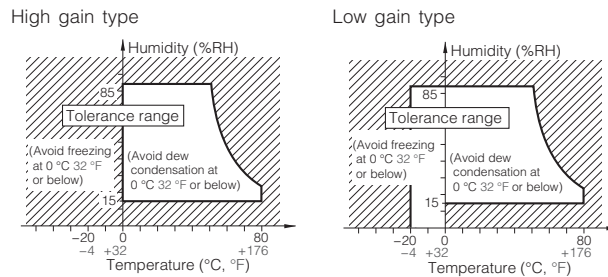 High gain type
Humidity (%RH)
85
Tolerance range
(Avoid freezing
at 0 °C 32 °F
or below)
(Avoid dew
condensation at
0 °C 32 °F or below)
15
−20 0 80
−4 +32 +176
Temperature (°C, °F)
Low gain type
Humidity (%RH)
85
Tolerance range
(Avoid freezing
at 0 °C 32 °F
or below)
(Avoid dew
condensation at
0 °C 32 °F or below)
15
−20 0 80
−4 +32 +176
Temperature (°C, °F)